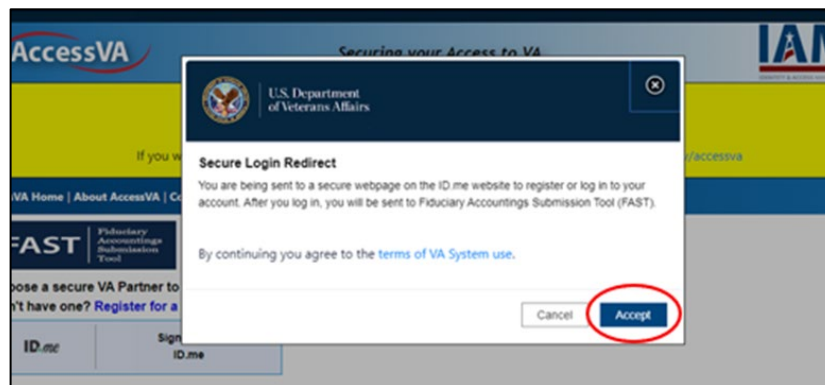 AccessVA
Securing your Access to VA
IAM
U.S. Department
of Veterans Affairs
If you w
y/accessva
Secure Login Redirect
You are being sent to a secure webpage on the ID.me website to register or log in to your
account. After you log in, you will be sent to Fiduciary Accountings Submission Tool (FAST).
By continuing you agree to the terms of VA System use.
Cancel
Accept
VA Home | About AccessVA | Co
FAST
Fiduciary
Accountings
Submission
Tool
oose a secure VA Partner to
n't have one? Register for a
ID.me
Sign
ID.me